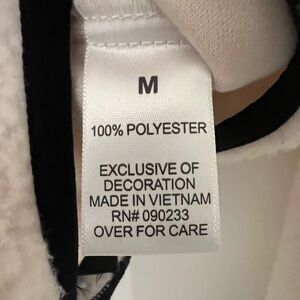 M
100% POLYESTER
EXCLUSIVE OF
DECORATION
MADE IN VIETNAM
RN# 090233
OVER FOR CARE